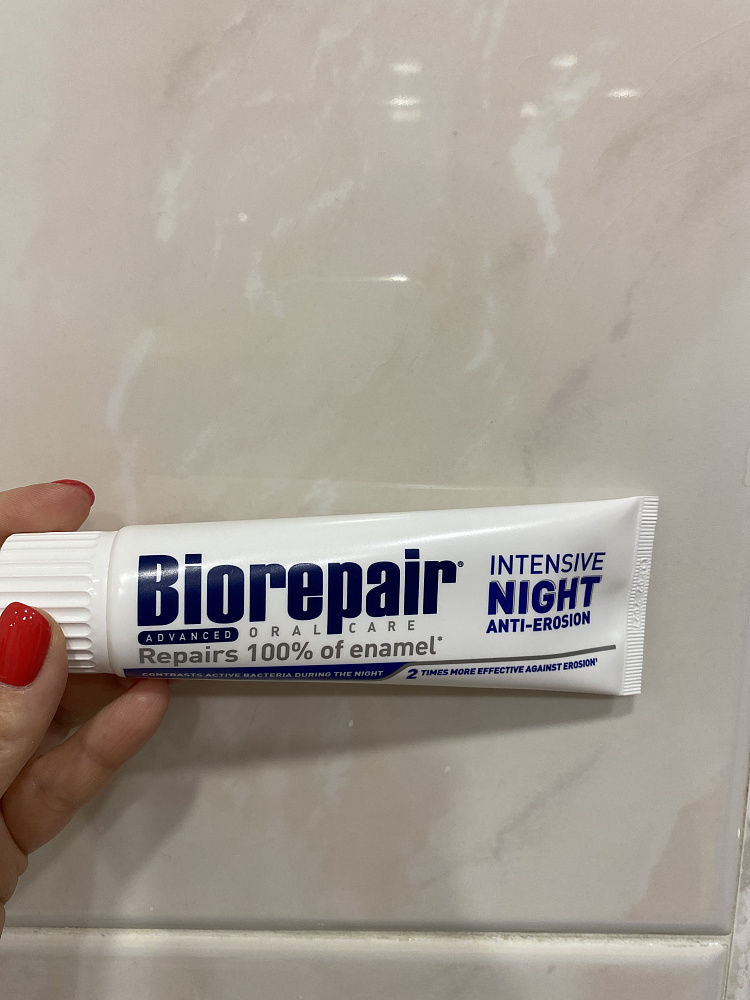 Biorepair®
ADVANCED ORAL CARE
Repairs 100% of enamel*
CONTRASTS ACTIVE BACTERIA DURING THE NIGHT
INTENSIVE
NIGHT
ANTI-EROSION
2 TIMES MORE EFFECTIVE AGAINST EROSION¹